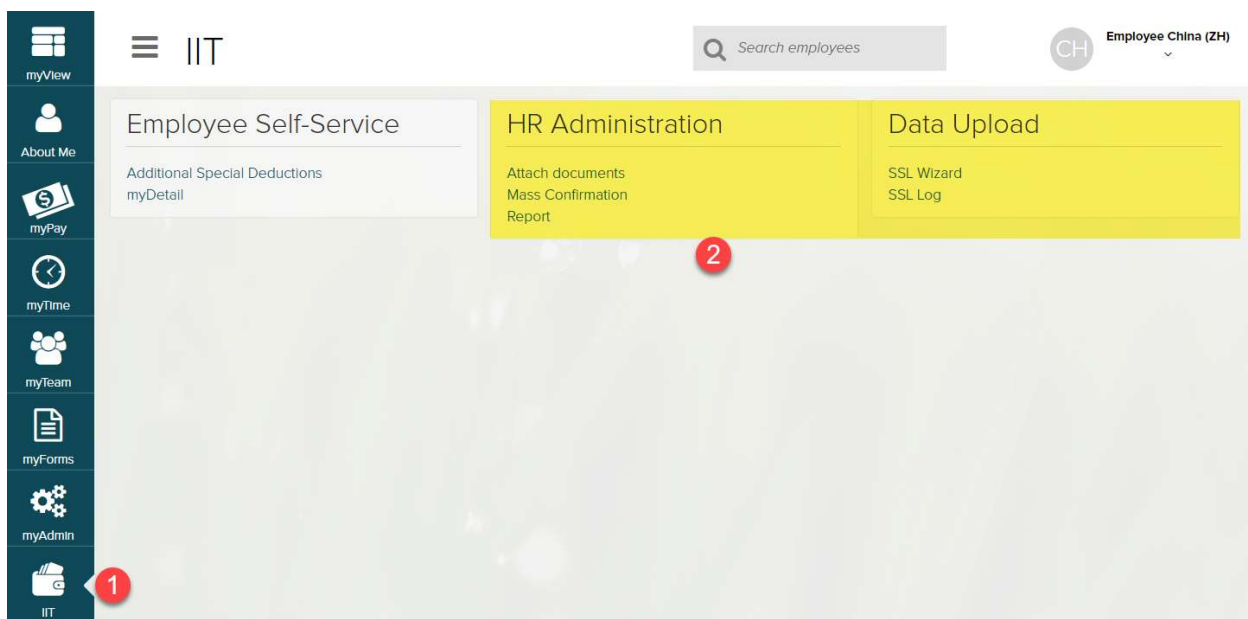 myView
About Me
myPay
myTime
myTeam
myForms
myAdmin
IIT
1
IIT
Search employees
CH
Employee China (ZH)
Employee Self-Service
Additional Special Deductions
myDetail
HR Administration
Attach documents
Mass Confirmation
Report
2
Data Upload
SSL Wizard
SSL Log